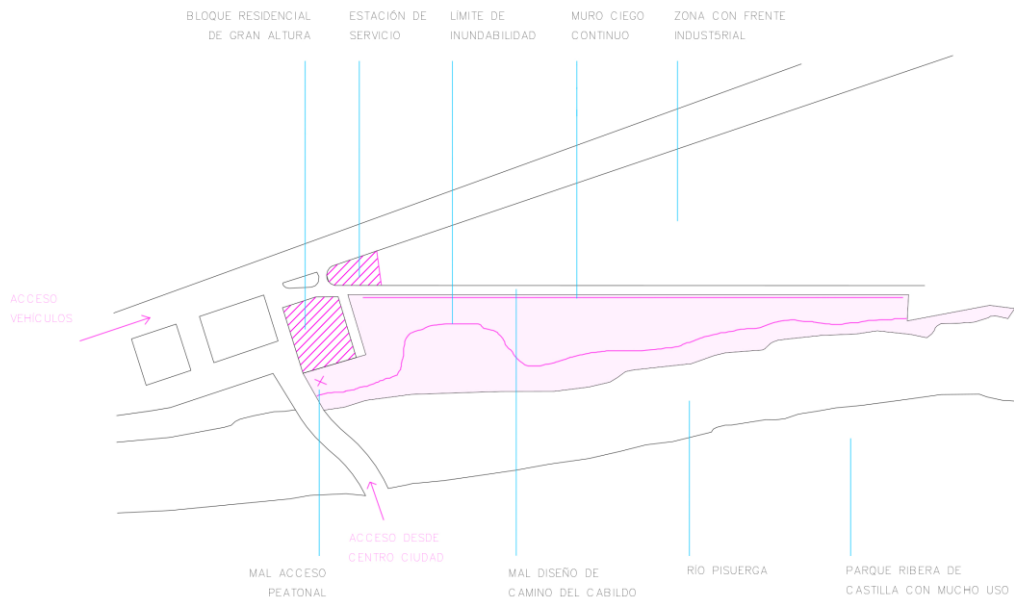 BLOQUE RESIDENCIAL
DE GRAN ALTURA
ESTACIÓN DE
SERVICIO
LÍMITE DE
INUNDABILIDAD
MURO CIEGO
CONTINUO
ZONA CON FRENTE
INDUST5RIAL
ACCESO
VEHÍCULOS
ACCESO DESDE
CENTRO CIUDAD
MAL ACCESO
PEATONAL
MAL DISEÑO DE
CAMINO DEL CABILDO
RÍO PISUERGA
PARQUE RIBERA DE
CASTILLA CON MUCHO USO